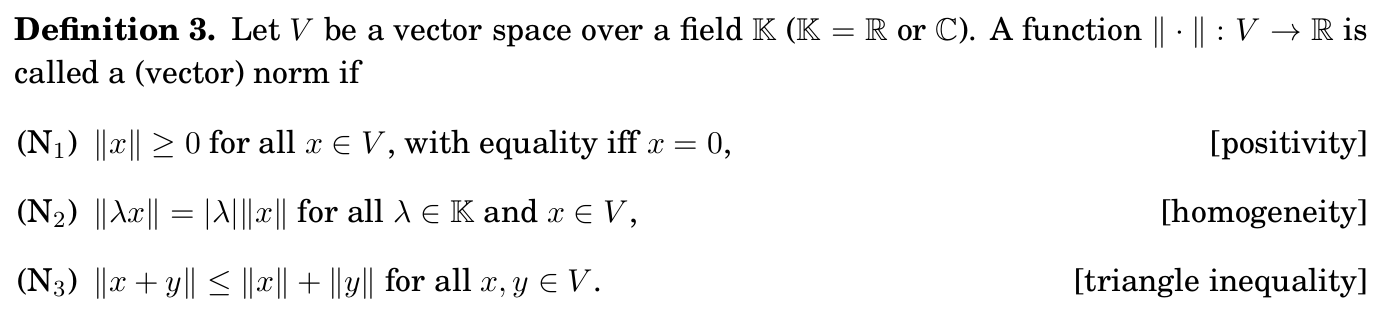 Definition 3. Let V be a vector space over a field 𝕂 (𝕂 = ℝ or ℂ). A function ‖ · ‖ : V → ℝ is
called a (vector) norm if
(N₁) ‖x‖ ≥ 0 for all x ∈ V, with equality iff x = 0, [positivity]
(N₂) ‖λx‖ = |λ|‖x‖ for all λ ∈ 𝕂 and x ∈ V, [homogeneity]
(N₃) ‖x + y‖ ≤ ‖x‖ + ‖y‖ for all x, y ∈ V. [triangle inequality]